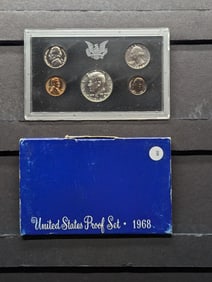 United States Proof Set • 1968